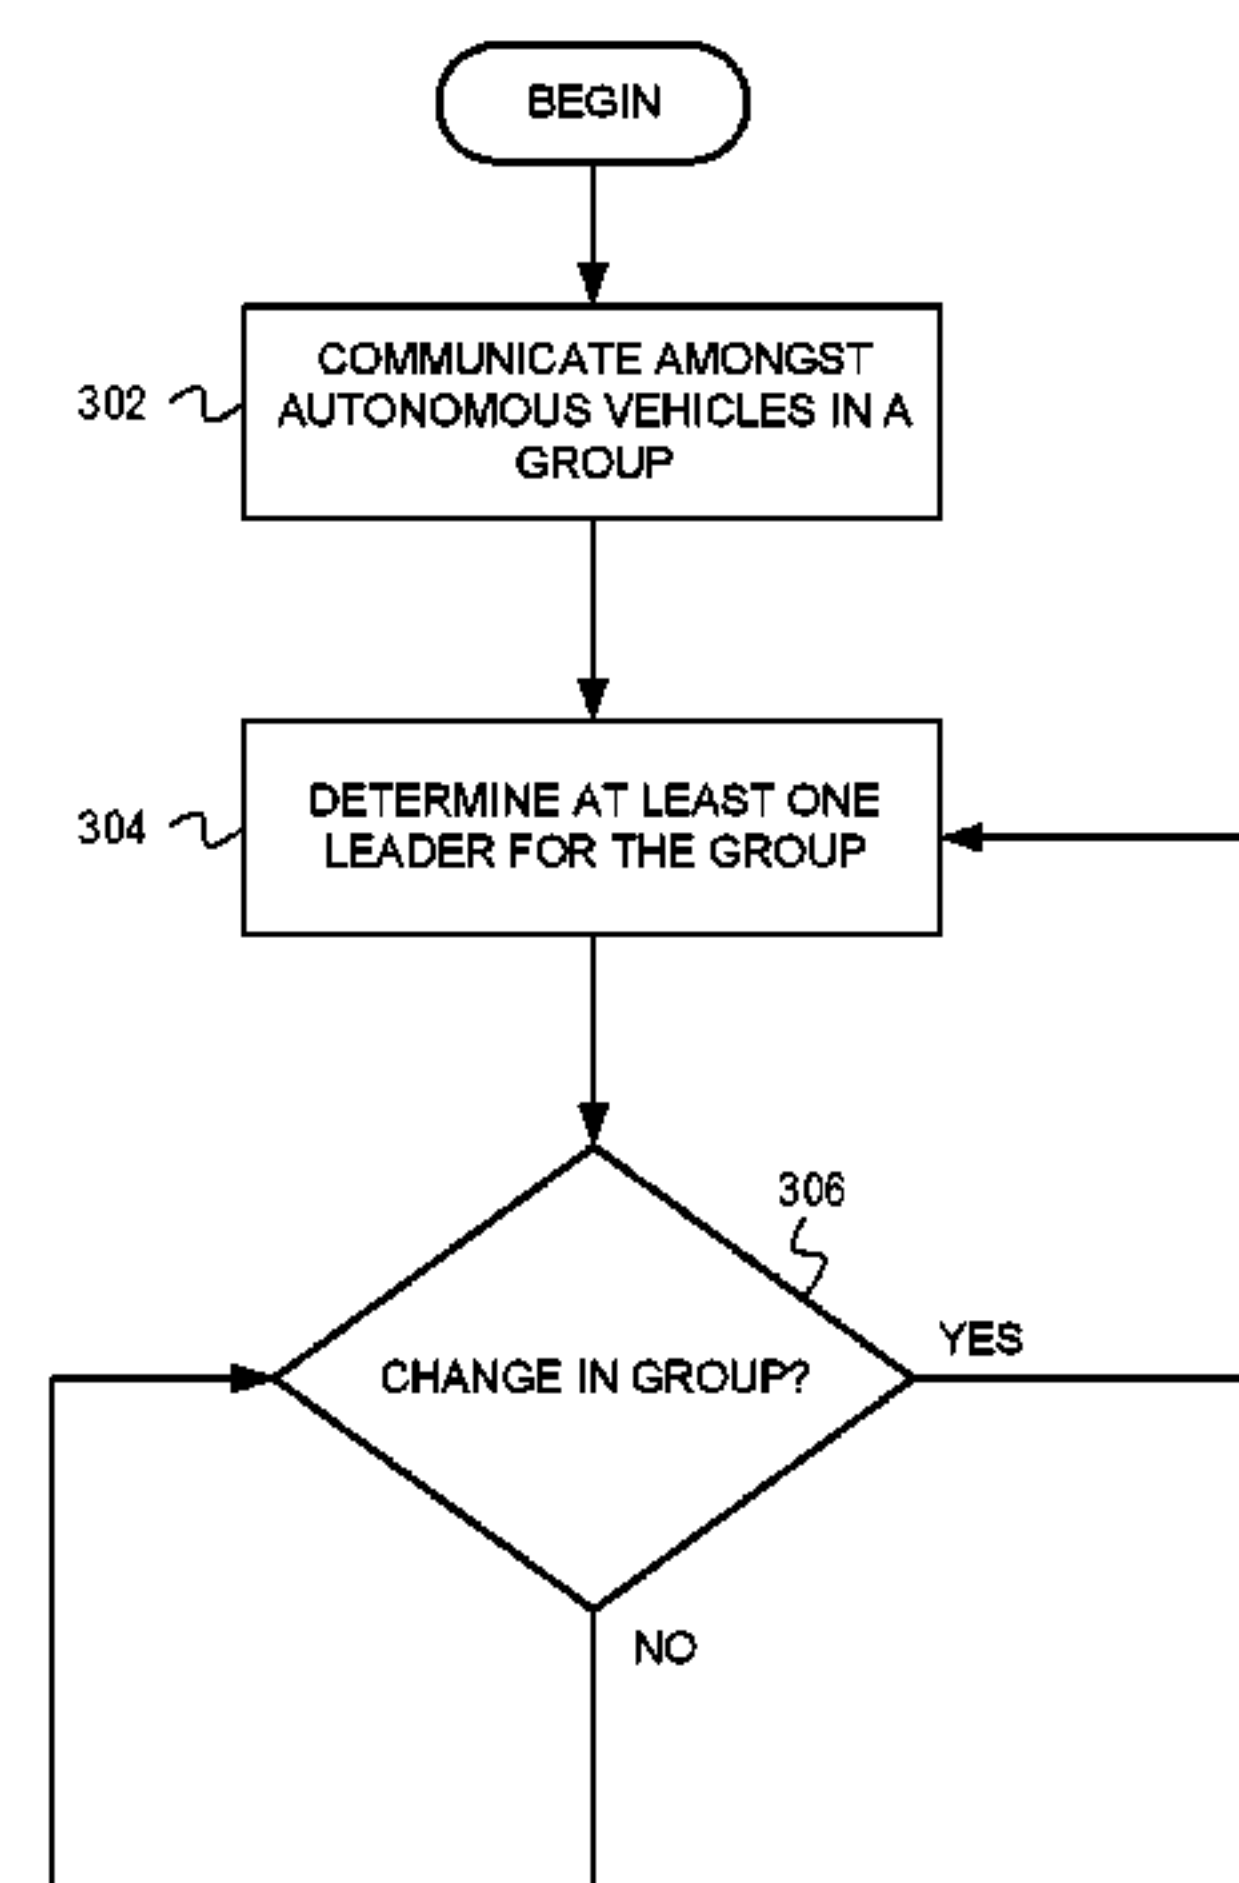 BEGIN
302
COMMUNICATE AMONGST
AUTONOMOUS VEHICLES IN A
GROUP
304
DETERMINE AT LEAST ONE
LEADER FOR THE GROUP
306
CHANGE IN GROUP?
YES
NO